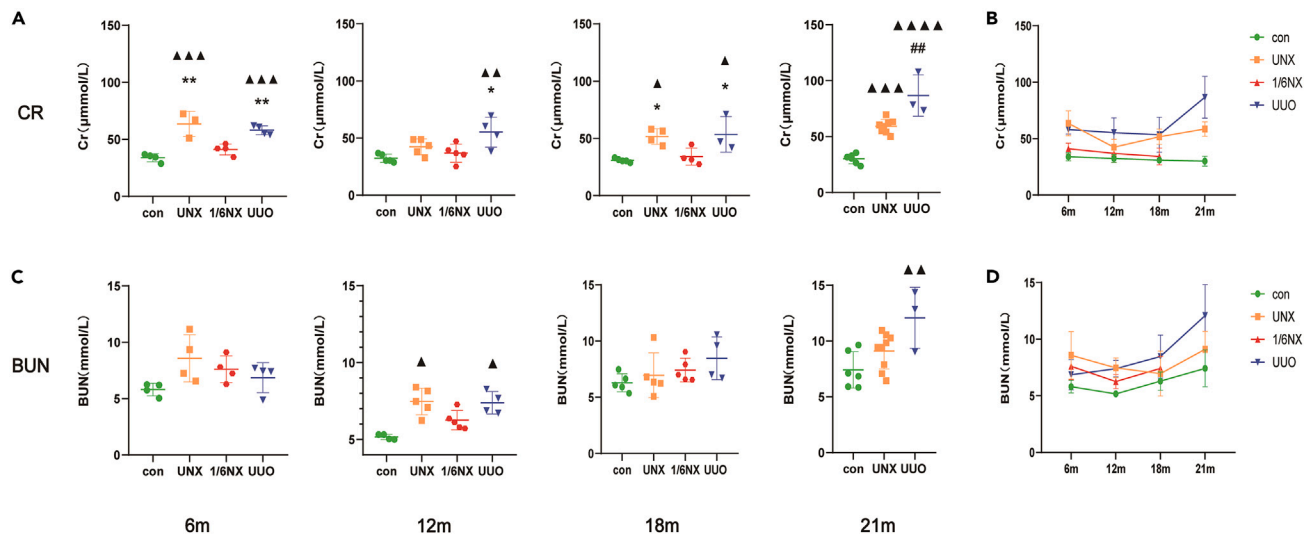 A
B
CR
Cr (μmmol/L)
150
100
50
0
▲▲▲
**
▲▲▲
**
con UNX 1/6NX UUO
Cr (μmmol/L)
150
100
50
0
▲▲
*
con UNX 1/6NX UUO
Cr (μmmol/L)
150
100
50
0
▲
*
▲
*
con UNX 1/6NX UUO
Cr (μmmol/L)
150
100
50
0
▲▲▲
▲▲▲▲
##
con UNX UUO
Cr (μmmol/L)
150
100
50
0
6m 12m 18m 21m
con
UNX
1/6NX
UUO
C
D
BUN
BUN(mmol/L)
15
10
5
0
con UNX 1/6NX UUO
BUN(mmol/L)
15
10
5
▲
▲
con UNX 1/6NX UUO
BUN(mmol/L)
15
10
5
0
con UNX 1/6NX UUO
BUN(mmol/L)
15
10
5
0
▲▲
con UNX UUO
BUN(mmol/L)
15
10
5
0
6m 12m 18m 21m
con
UNX
1/6NX
UUO
6m
12m
18m
21m